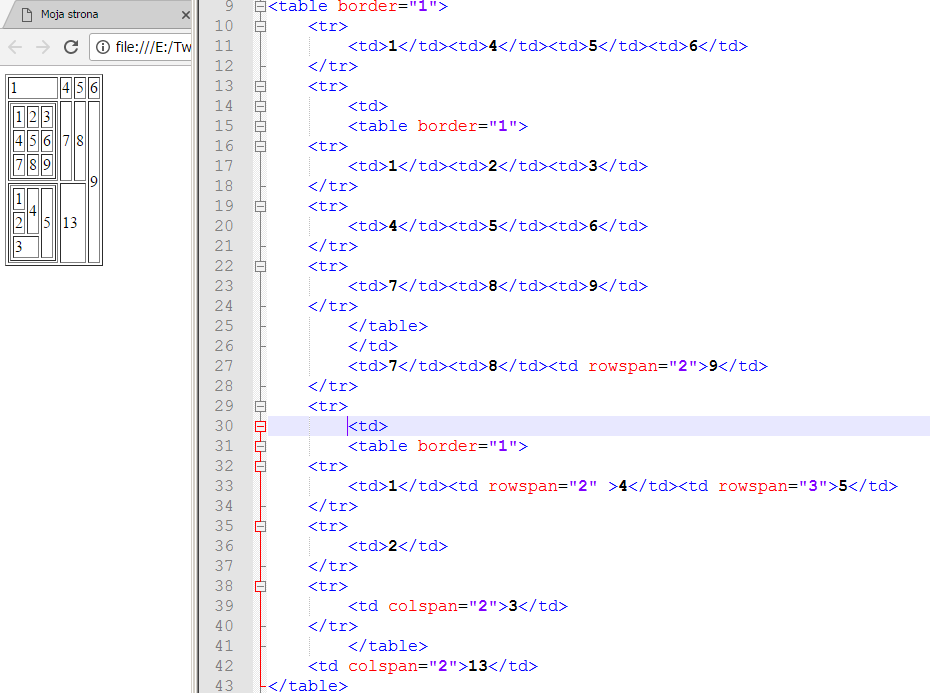 Moja strona
file:///E:/Tw
1 4 5 6
1 2 3
4 5 6
7 8 9
7 8
9
1
4
5
2
3
13
9 <table border="1">
10 <tr>
11 <td>1</td><td>4</td><td>5</td><td>6</td>
12 </tr>
13 <tr>
14 <td>
15 <table border="1">
16 <tr>
17 <td>1</td><td>2</td><td>3</td>
18 </tr>
19 <tr>
20 <td>4</td><td>5</td><td>6</td>
21 </tr>
22 <tr>
23 <td>7</td><td>8</td><td>9</td>
24 </tr>
25 </table>
26 </td>
27 <td>7</td><td>8</td><td rowspan="2">9</td>
28 </tr>
29 <tr>
30 <td>
31 <table border="1">
32 <tr>
33 <td>1</td><td rowspan="2" >4</td><td rowspan="3">5</td>
34 </tr>
35 <tr>
36 <td>2</td>
37 </tr>
38 <tr>
39 <td colspan="2">3</td>
40 </tr>
41 </table>
42 <td colspan="2">13</td>
43 </table>